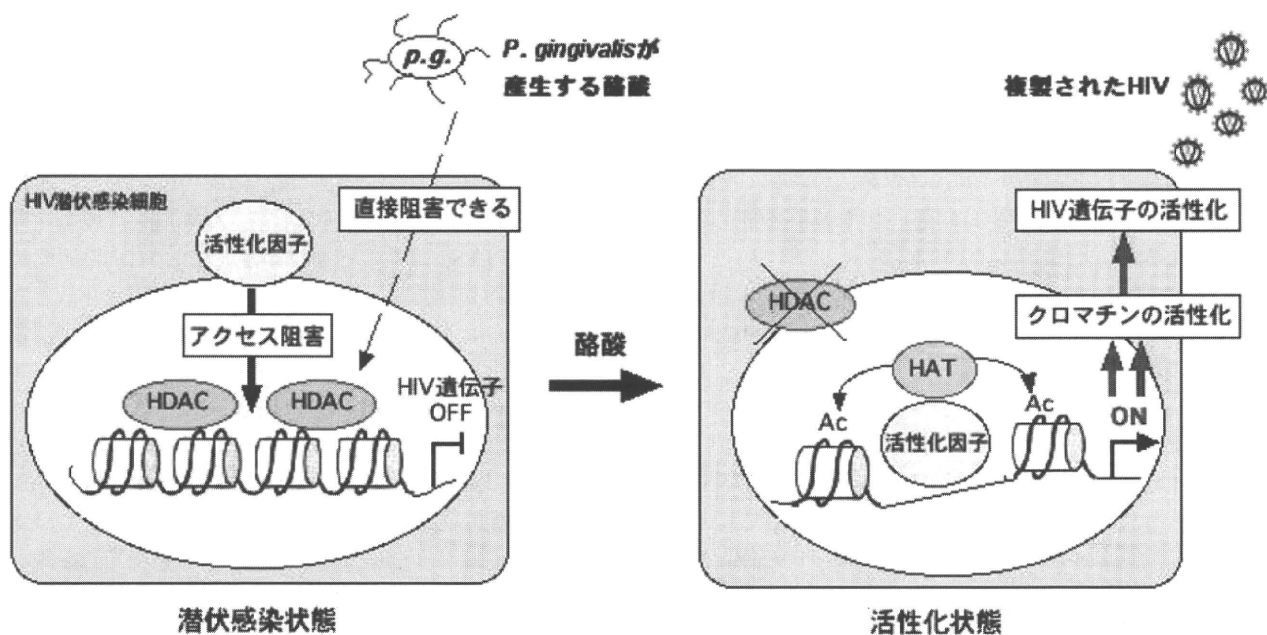 p.g.
P. gingivalisが
産生する酪酸
複製されたHIV
V
V
V
V
V
HIV潜伏感染細胞
直接阻害できる
活性化因子
アクセス阻害
HDAC
HDAC
HIV遺伝子
OFF
潜伏感染状態
酪酸
HIV遺伝子の活性化
クロマチンの活性化
HDAC
HAT
Ac
Ac
活性化因子
ON
活性化状態